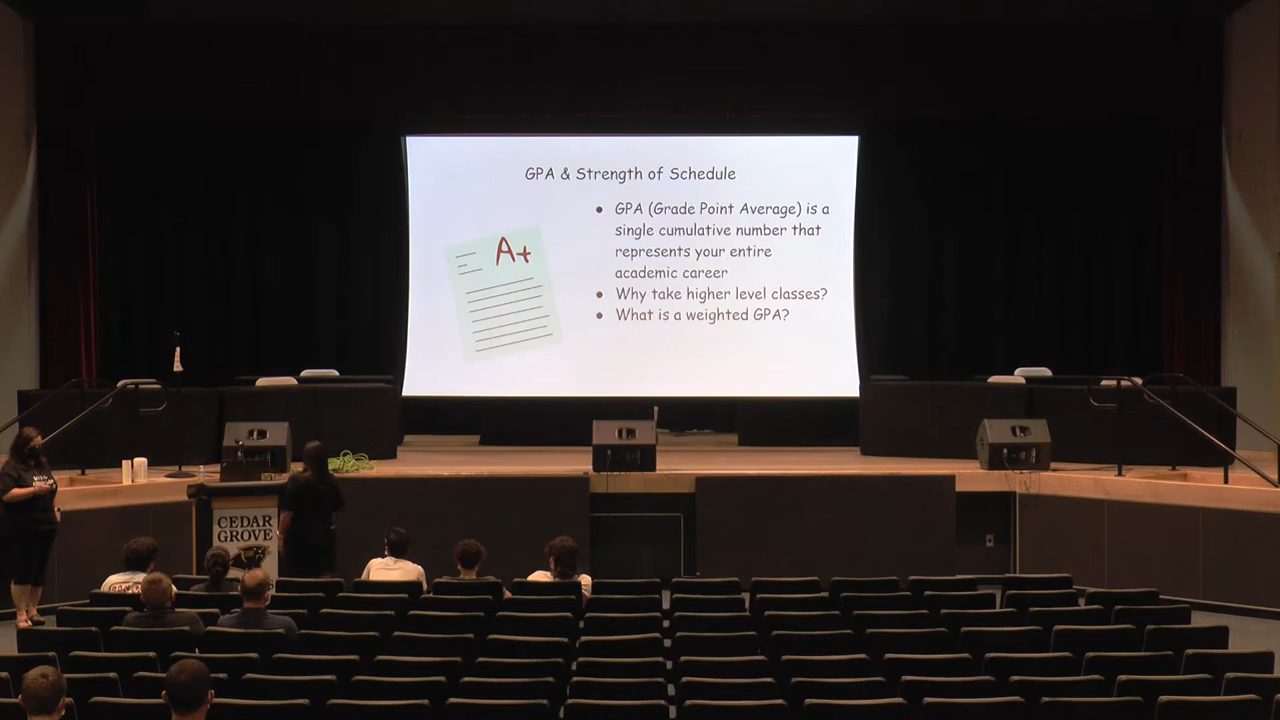 GPA & Strength of Schedule
A+
● GPA (Grade Point Average) is a
single cumulative number that
represents your entire
academic career
● Why take higher level classes?
● What is a weighted GPA?
CEDAR
GROVE